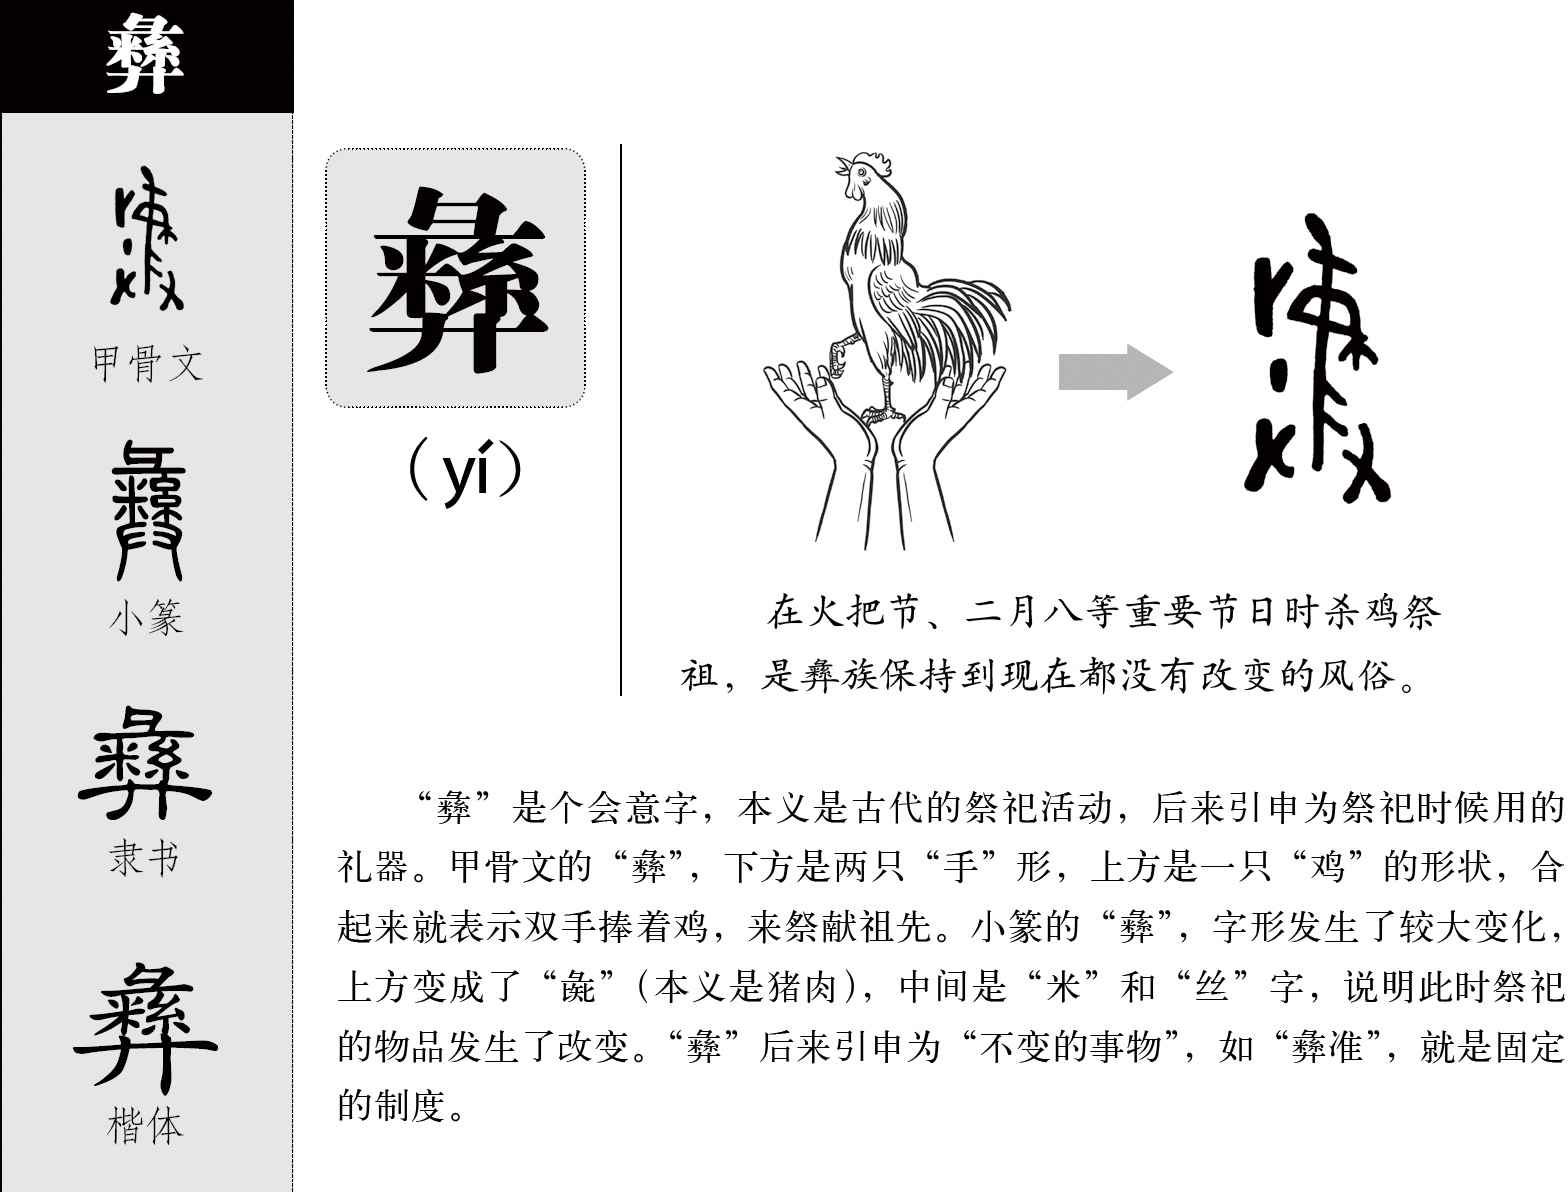 彝
甲骨文
小篆
隶书
楷体
彝
（yí）
在火把节、二月八等重要节日时杀鸡祭
祖，是彝族保持到现在都没有改变的风俗。
“彝”是个会意字，本义是古代的祭祀活动，后来引申为祭祀时候用的
礼器。甲骨文的“彝”，下方是两只“手”形，上方是一只“鸡”的形状，合
起来就表示双手捧着鸡，来祭献祖先。小篆的“彝”，字形发生了较大变化，
上方变成了“彘”（本义是猪肉），中间是“米”和“丝”字，说明此时祭祀
的物品发生了改变。“彝”后来引申为“不变的事物”，如“彝准”，就是固定
的制度。